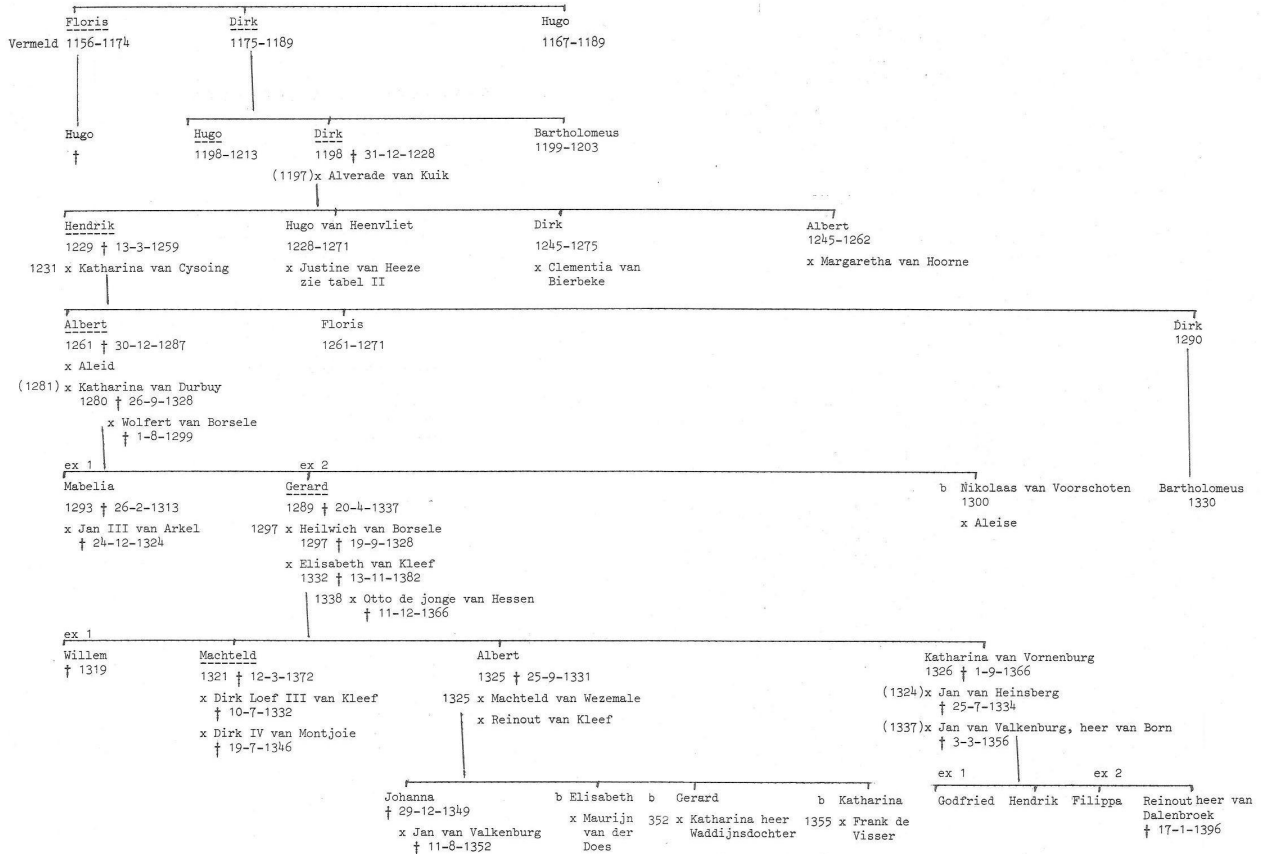 Floris Dirk Hugo
Vermeld 1156-1174 1175-1189 1167-1189
Hugo Hugo Dirk Bartholomeus
† 1198-1213 1198 † 31-12-1228 1199-1203
(1197)x Alverade van Kuik
Hendrik Hugo van Heenvliet Dirk Albert
1229 † 13-3-1259 1228-1271 1245-1275 1245-1262
1231 x Katharina van Cysoing x Justine van Heeze x Clementia van x Margaretha van Hoorne
zie tabel II Bierbeke
Albert Floris Dirk
1261 † 30-12-1287 1261-1271 1290
x Aleid
(1281) x Katharina van Durbuy
1280 † 26-9-1328
x Wolfert van Borsele
† 1-8-1299
ex 1 ex 2
Mabelia Gerard b Nikolaas van Voorschoten Bartholomeus
1293 † 26-2-1313 1289 † 20-4-1337 1300 1330
x Jan III van Arkel 1297 x Heilwich van Borsele x Aleise
† 24-12-1324 1297 † 19-9-1328
x Elisabeth van Kleef
1332 † 13-11-1382
1338 x Otto de jonge van Hessen
† 11-12-1366
ex 1
Willem Machteld Albert Katharina van Vornenburg
† 1319 1321 † 12-3-1372 1325 † 25-9-1331 1326 † 1-9-1366
x Dirk Loef III van Kleef 1325 x Machteld van Wezemale (1324)x Jan van Heinsberg
† 10-7-1332 x Reinout van Kleef † 25-7-1334
x Dirk IV van Montjoie (1337)x Jan van Valkenburg, heer van Born
† 19-7-1346 † 3-3-1356
ex 1 ex 2
Johanna b Elisabeth b Gerard b Katharina Godfried Hendrik Filippa Reinout heer van
† 29-12-1349 x Maurijn 352 x Katharina heer 1355 x Frank de Dalenbroek
x Jan van Valkenburg van der Waddijnsdochter Visser † 17-1-1396
† 11-8-1352 Does